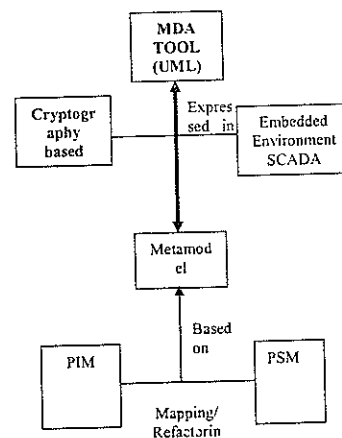 MDA
TOOL
(UML)
Cryptogr
aphy
based
Expres
sed in
Embedded
Environment
SCADA
Metamod
el
Based
on
PIM
PSM
Mapping/
Refactorin